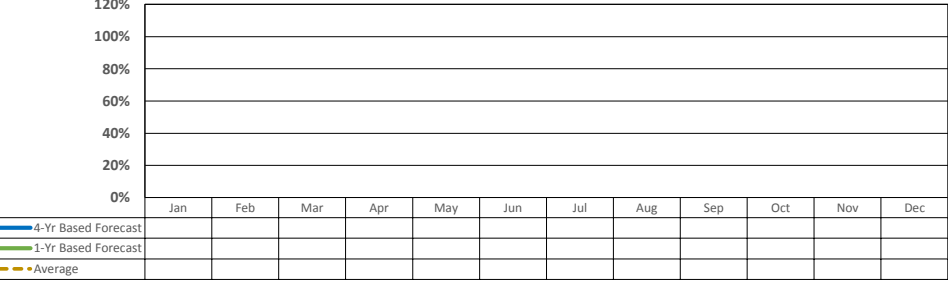 120%
100%
80%
60%
40%
20%
0%
Jan Feb Mar Apr May Jun Jul Aug Sep Oct Nov Dec
4-Yr Based Forecast
1-Yr Based Forecast
Average